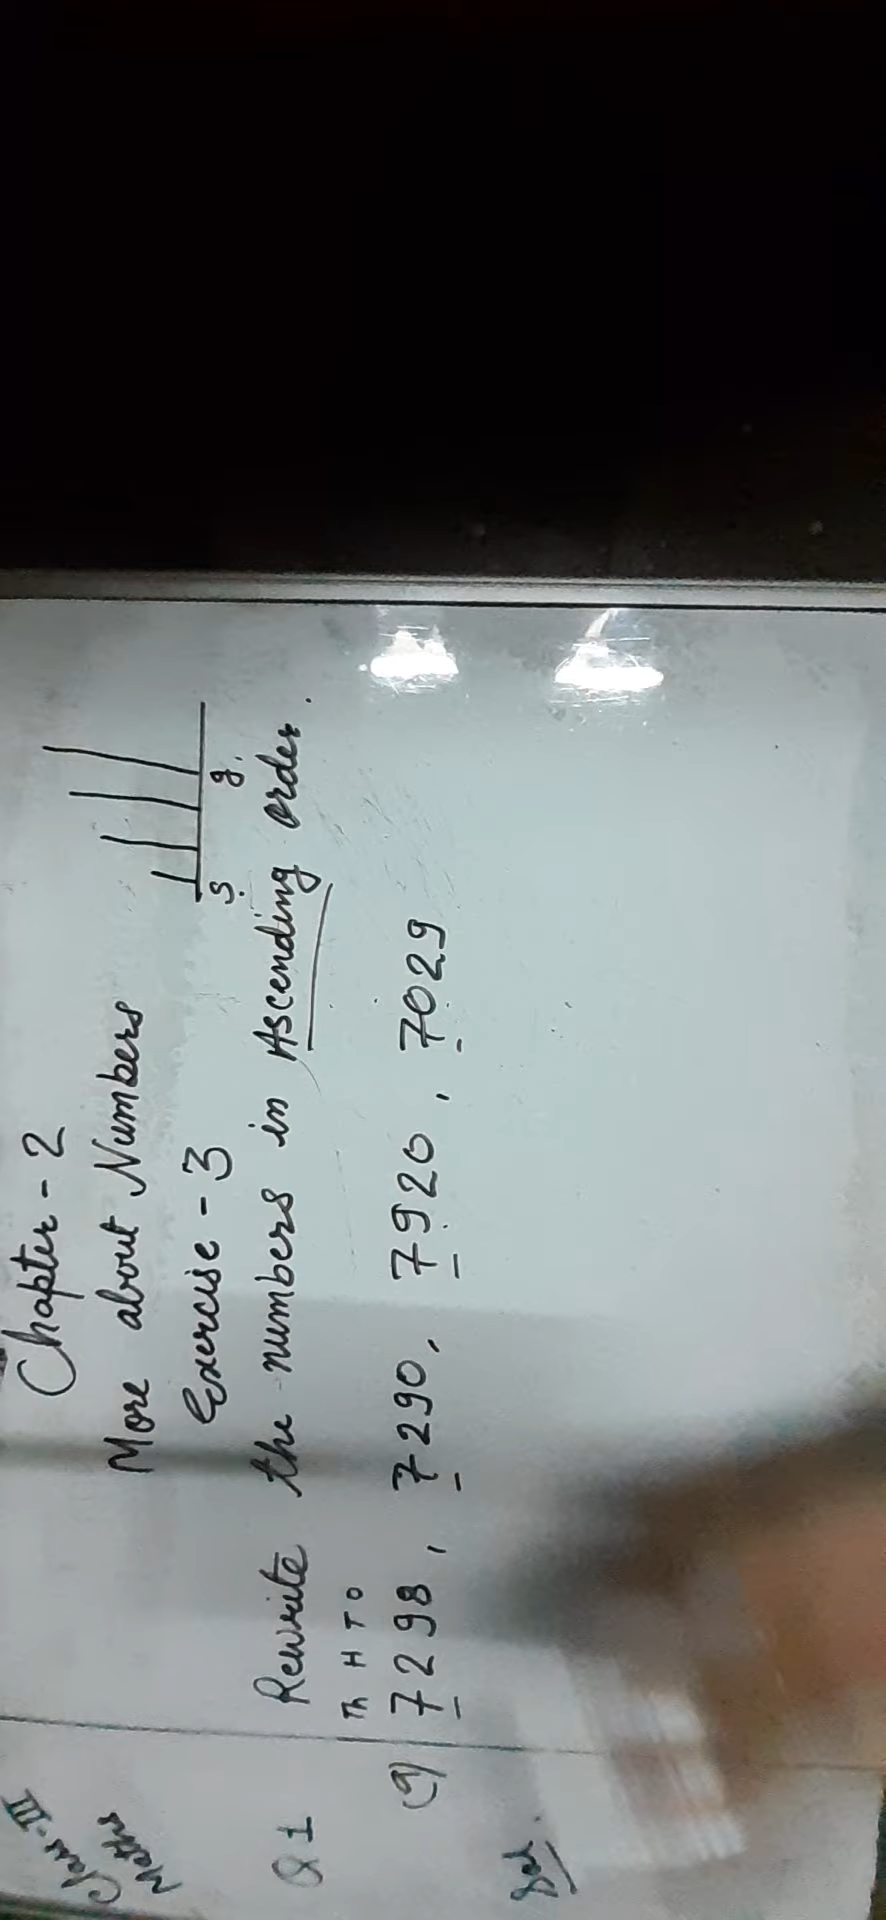 Class-III
Maths
Chapter-2
More about Numbers
Exercise-3
S. g.
Q1 Rewrite the numbers in Ascending order.
Th H T O
(a) 7298, 7290, 7920, 7029
Sol.